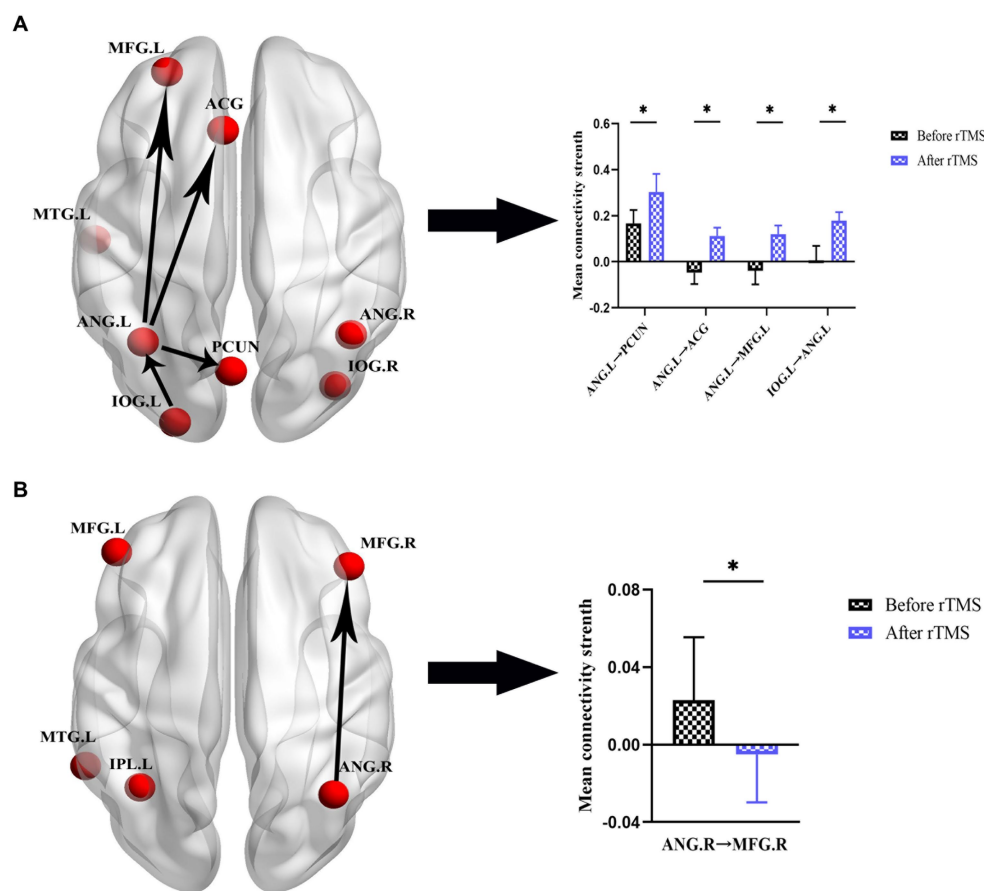 A
MFG.L
ACG
MTG.L
ANG.L
PCUN
IOG.L
ANG.R
IOG.R
Mean connectivity strenth
0.6
0.4
0.2
0.0
-0.2
* * * *
ANG.L→PCUN
ANG.L→ACG
ANG.L→MFG.L
IOG.L→ANG.L
Before rTMS
After rTMS
B
MFG.L
MFG.R
MTG.L
IPL.L
ANG.R
Mean connectivity strenth
0.08
0.04
0.00
-0.04
*
ANG.R→MFG.R
Before rTMS
After rTMS